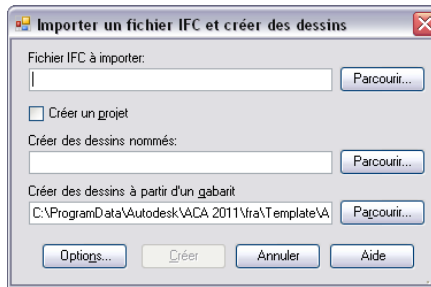 Importer un fichier IFC et créer des dessins
Fichier IFC à importer:
Parcourir...
Créer un projet
Créer des dessins nommés:
Parcourir...
Créer des dessins à partir d'un gabarit
C:\ProgramData\Autodesk\ACA 2011\fra\Template\A
Parcourir...
Options... Créer Annuler Aide